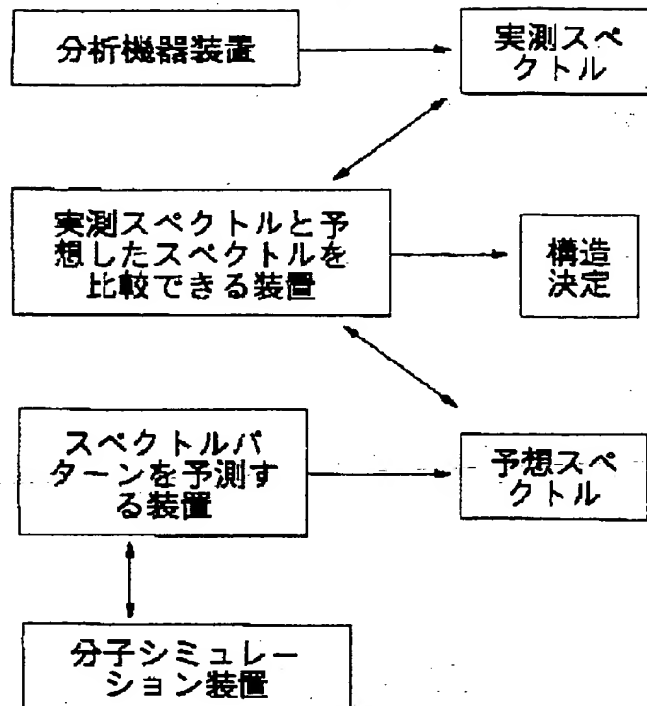 分析機器装置
実測スペ
クトル
実測スペクトルと予
想したスペクトルを
比較できる装置
構造
決定
スペクトルパ
ターンを予測す
る装置
予想スペ
クトル
分子シミュレー
ション装置